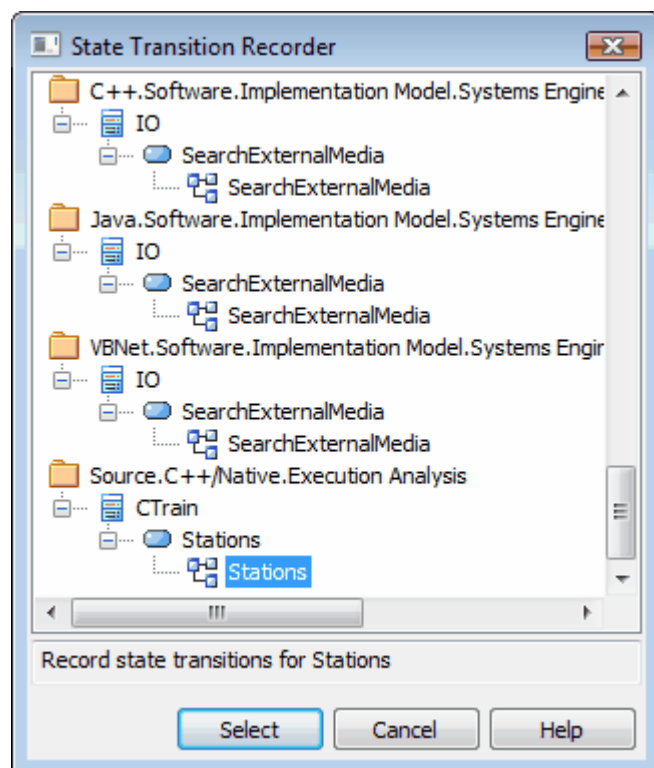 State Transition Recorder
C++.Software.Implementation Model.Systems Engine
IO
SearchExternalMedia
SearchExternalMedia
Java.Software.Implementation Model.Systems Engine
IO
SearchExternalMedia
SearchExternalMedia
VBNet.Software.Implementation Model.Systems Engir
IO
SearchExternalMedia
SearchExternalMedia
Source.C++/Native.Execution Analysis
CTrain
Stations
Stations
Record state transitions for Stations
Select Cancel Help